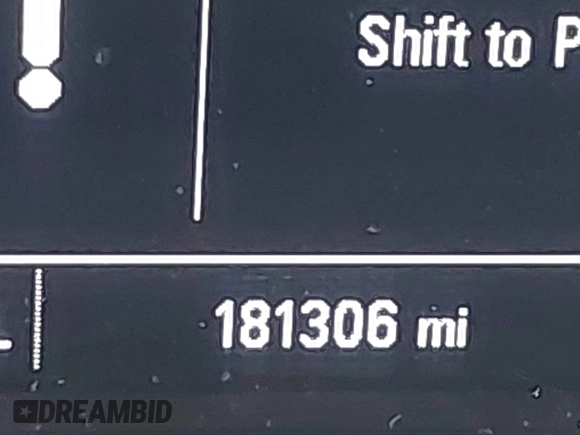 Shift to P
181306 mi
DREAMBID